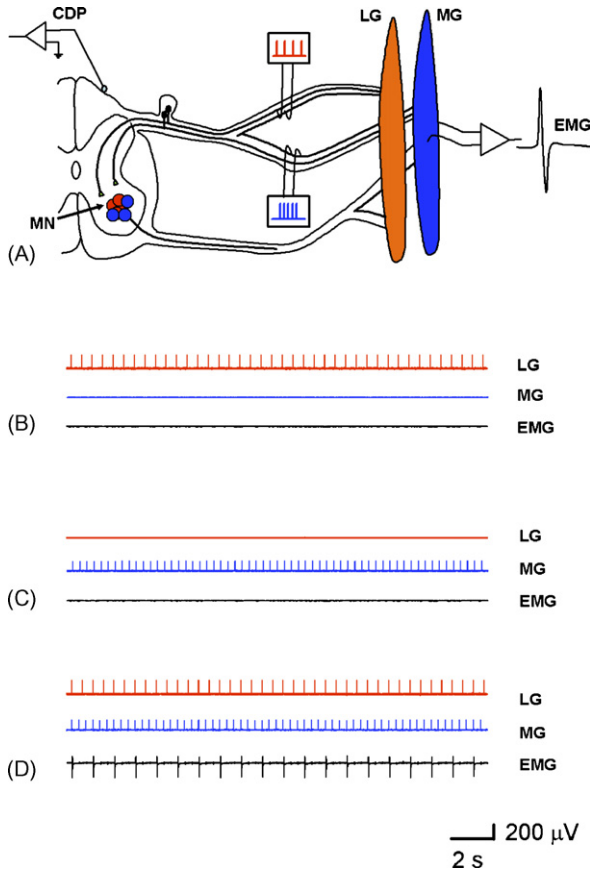 CDP
LG MG
EMG
MN
(A)
LG
MG
(B) EMG
LG
(C) MG
EMG
LG
MG
(D) EMG
200 μV
2 s